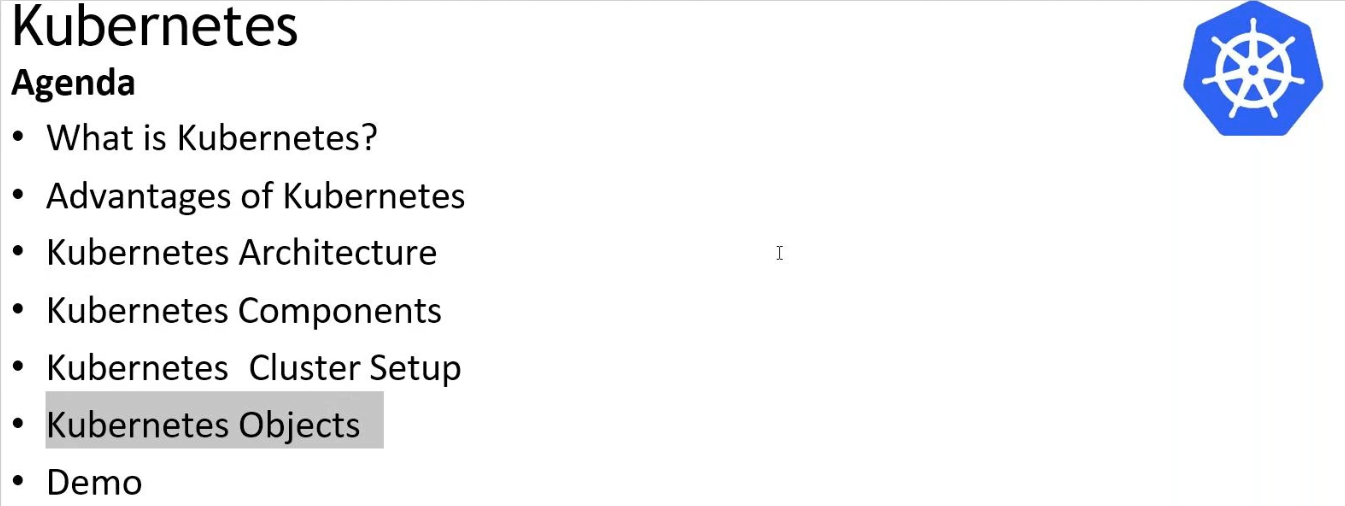 Kubernetes
Agenda
• What is Kubernetes?
• Advantages of Kubernetes
• Kubernetes Architecture
• Kubernetes Components
• Kubernetes  Cluster Setup
• Kubernetes Objects
• Demo